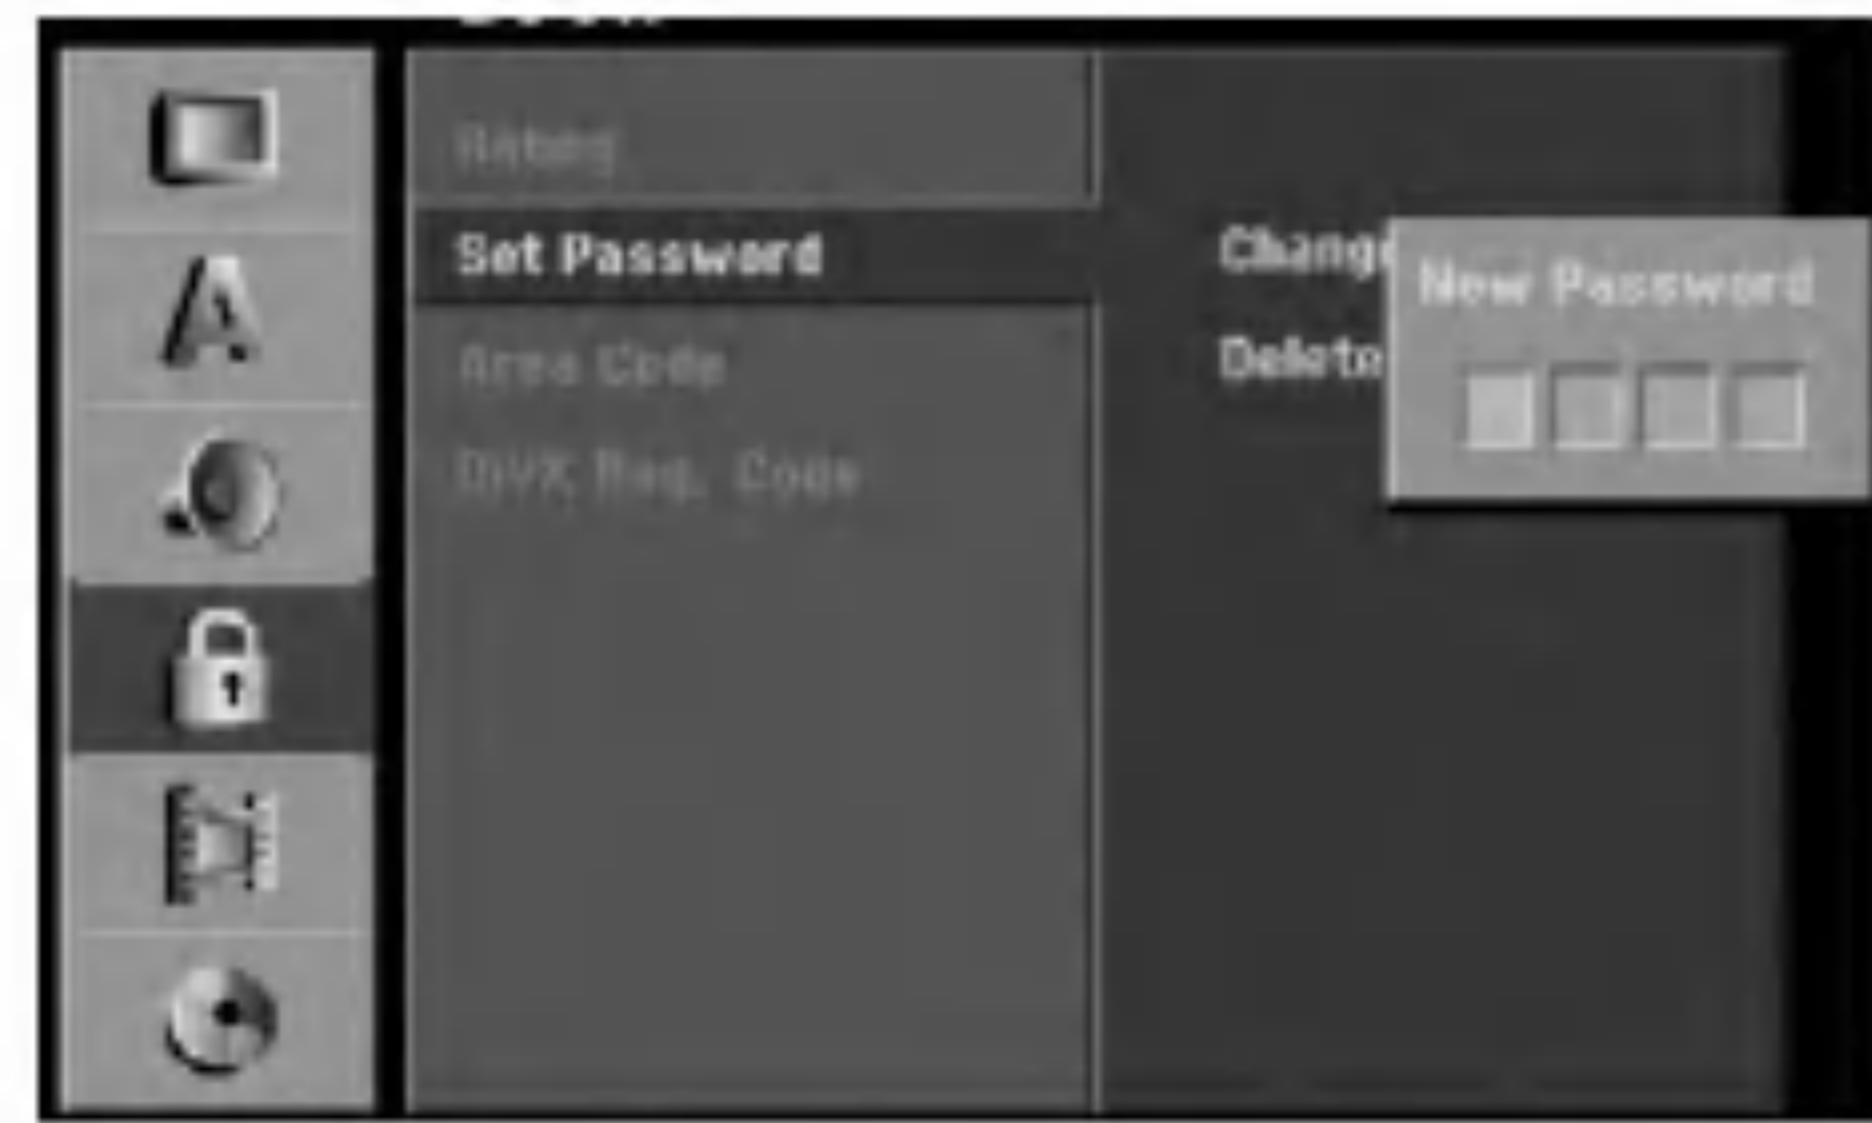 Rating
Set Password
Change
Delete
New Password
Area Code
DivX Reg. Code